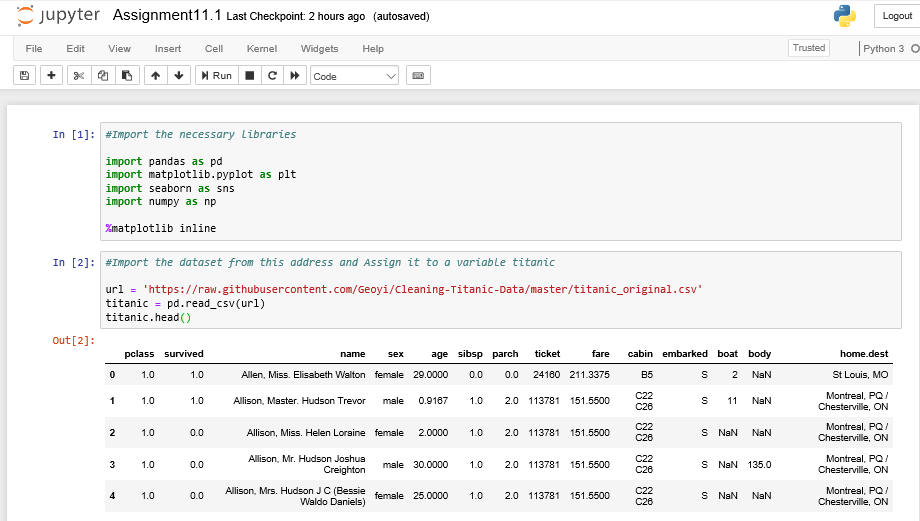 jupyter Assignment11.1 Last Checkpoint: 2 hours ago (autosaved) Logout
File Edit View Insert Cell Kernel Widgets Help Trusted Python 3
Run Code
In [1]: #Import the necessary libraries
import pandas as pd
import matplotlib.pyplot as plt
import seaborn as sns
import numpy as np
%matplotlib inline
In [2]: #Import the dataset from this address and Assign it to a variable titanic
url = 'https://raw.githubusercontent.com/Geoyi/Cleaning-Titanic-Data/master/titanic_original.csv'
titanic = pd.read_csv(url)
titanic.head()
Out[2]:
pclass survived name sex age sibsp parch ticket fare cabin embarked boat body home.dest
0 1.0 1.0 Allen, Miss. Elisabeth Walton female 29.0000 0.0 0.0 24160 211.3375 B5 S 2 NaN St Louis, MO
1 1.0 1.0 Allison, Master. Hudson Trevor male 0.9167 1.0 2.0 113781 151.5500 C22 C26 S 11 NaN Montreal, PQ / Chesterville, ON
2 1.0 0.0 Allison, Miss. Helen Loraine female 2.0000 1.0 2.0 113781 151.5500 C22 C26 S NaN NaN Montreal, PQ / Chesterville, ON
3 1.0 0.0 Allison, Mr. Hudson Joshua Creighton male 30.0000 1.0 2.0 113781 151.5500 C22 C26 S NaN 135.0 Montreal, PQ / Chesterville, ON
4 1.0 0.0 Allison, Mrs. Hudson J C (Bessie Waldo Daniels) female 25.0000 1.0 2.0 113781 151.5500 C22 C26 S NaN NaN Montreal, PQ / Chesterville, ON